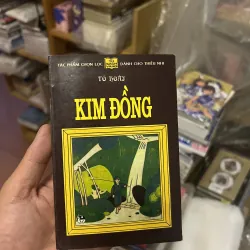 TÁC PHẨM CHỌN LỌC DÀNH CHO THIẾU NHI
TÔ HOÀI
KIM ĐỒNG